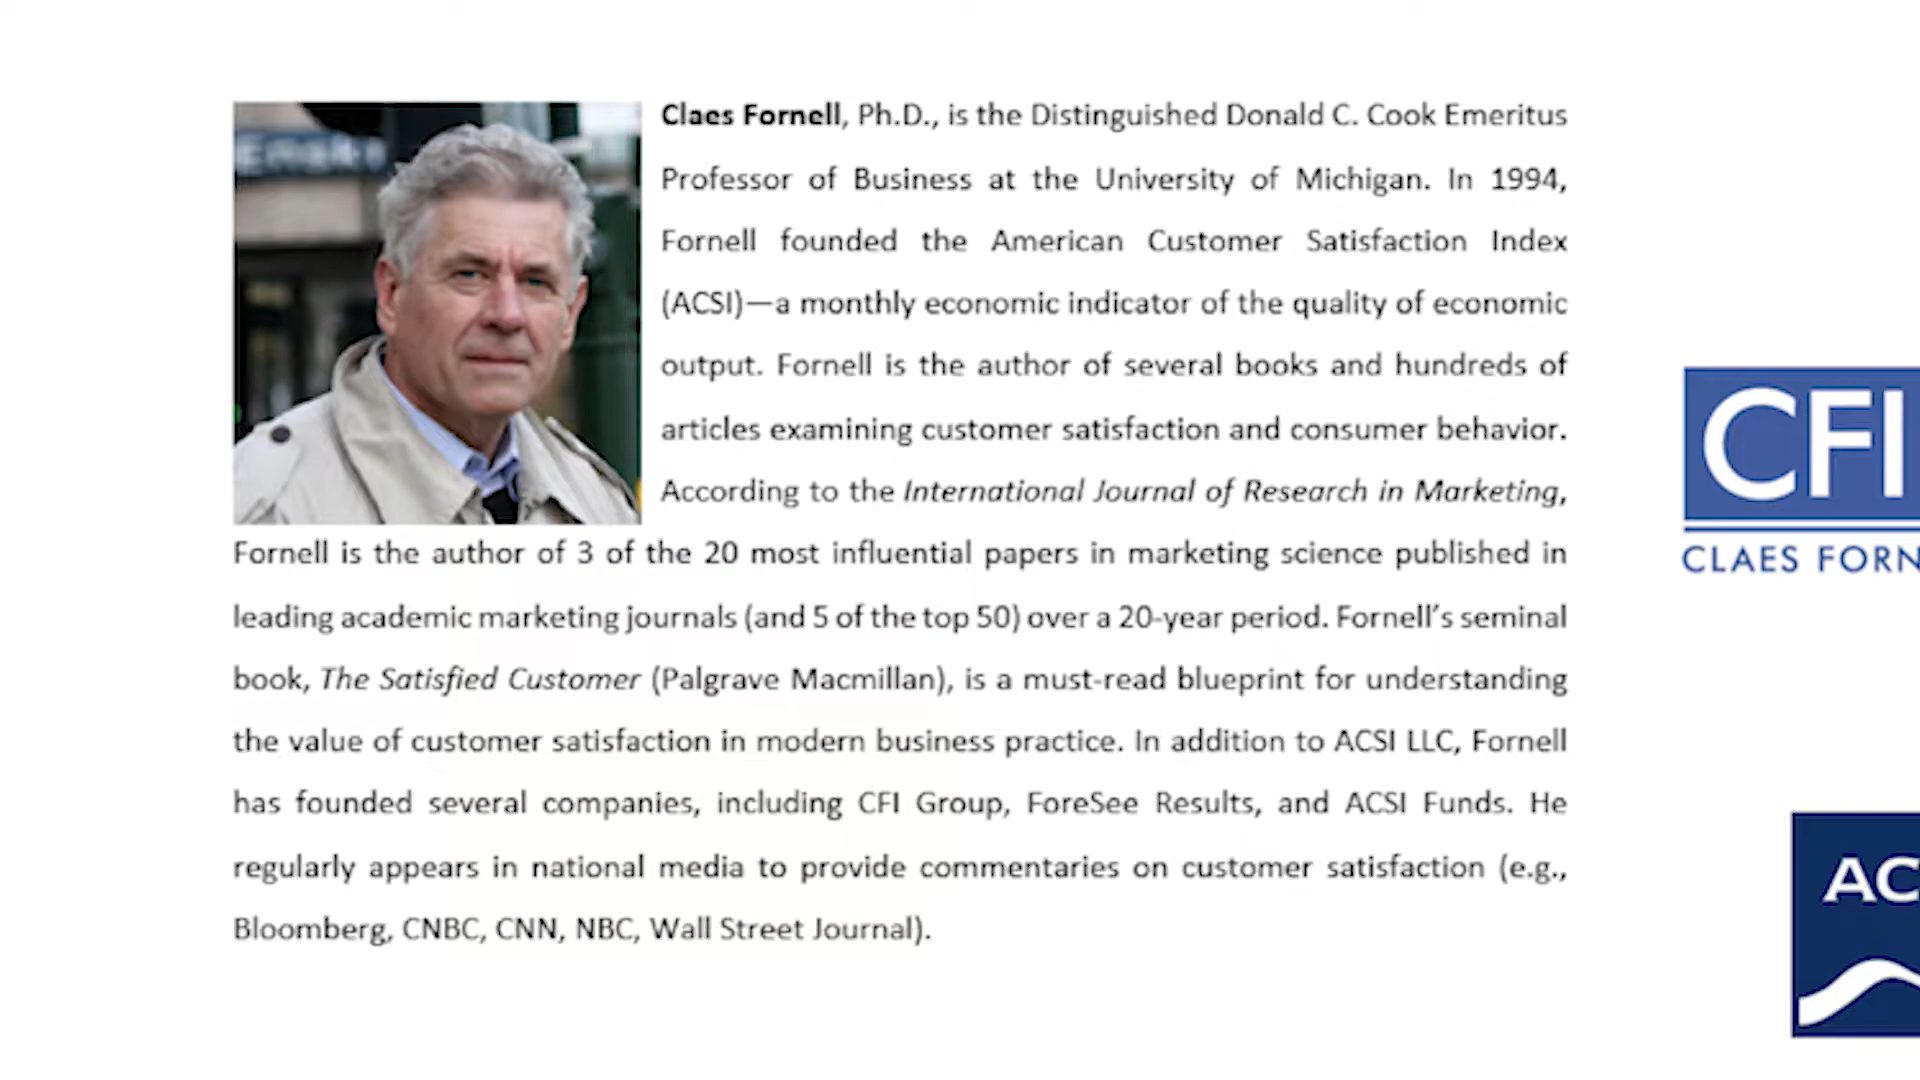 Claes Fornell, Ph.D., is the Distinguished Donald C. Cook Emeritus
Professor of Business at the University of Michigan. In 1994,
Fornell founded the American Customer Satisfaction Index
(ACSI)—a monthly economic indicator of the quality of economic
output. Fornell is the author of several books and hundreds of
articles examining customer satisfaction and consumer behavior.
According to the International Journal of Research in Marketing,
Fornell is the author of 3 of the 20 most influential papers in marketing science published in
leading academic marketing journals (and 5 of the top 50) over a 20-year period. Fornell’s seminal
book, The Satisfied Customer (Palgrave Macmillan), is a must-read blueprint for understanding
the value of customer satisfaction in modern business practice. In addition to ACSI LLC, Fornell
has founded several companies, including CFI Group, ForeSee Results, and ACSI Funds. He
regularly appears in national media to provide commentaries on customer satisfaction (e.g.,
Bloomberg, CNBC, CNN, NBC, Wall Street Journal).
CFI
CLAES FORN
AC